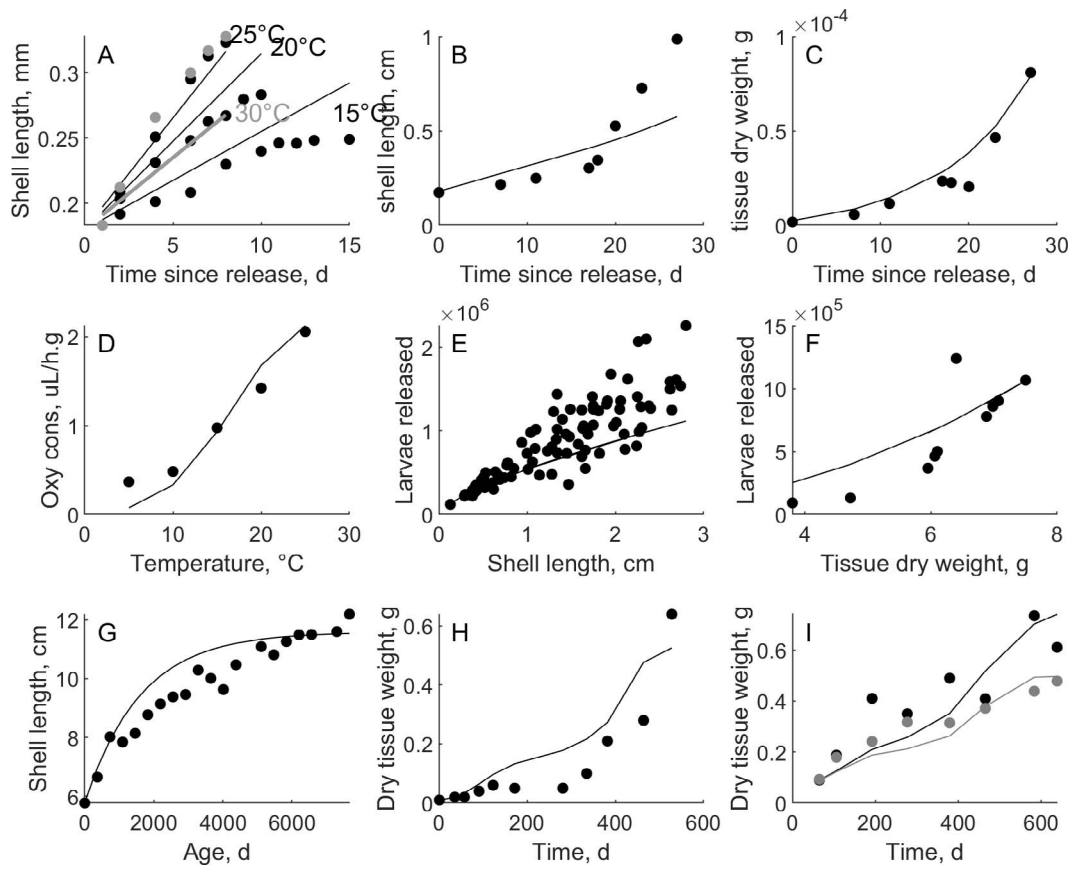 A
25°C
20°C
30°C
15°C
Shell length, mm
0.3
0.25
0.2
0
5
10
15
Time since release, d
B
shell length, cm
1
0.5
0
0
10
20
30
Time since release, d
×10⁻⁴
C
tissue dry weight, g
1
0.5
0
0
10
20
30
Time since release, d
D
Oxy cons, uL/h.g
2
1
0
0
10
20
30
Temperature, °C
×10⁶
E
Larvae released
2
1
0
0
1
2
3
Shell length, cm
×10⁵
F
Larvae released
15
10
5
0
4
6
8
Tissue dry weight, g
G
Shell length, cm
12
10
8
6
0
2000
4000
6000
Age, d
H
Dry tissue weight, g
0.6
0.4
0.2
0
0
200
400
600
Time, d
I
Dry tissue weight, g
0.6
0.4
0.2
0
0
200
400
600
Time, d